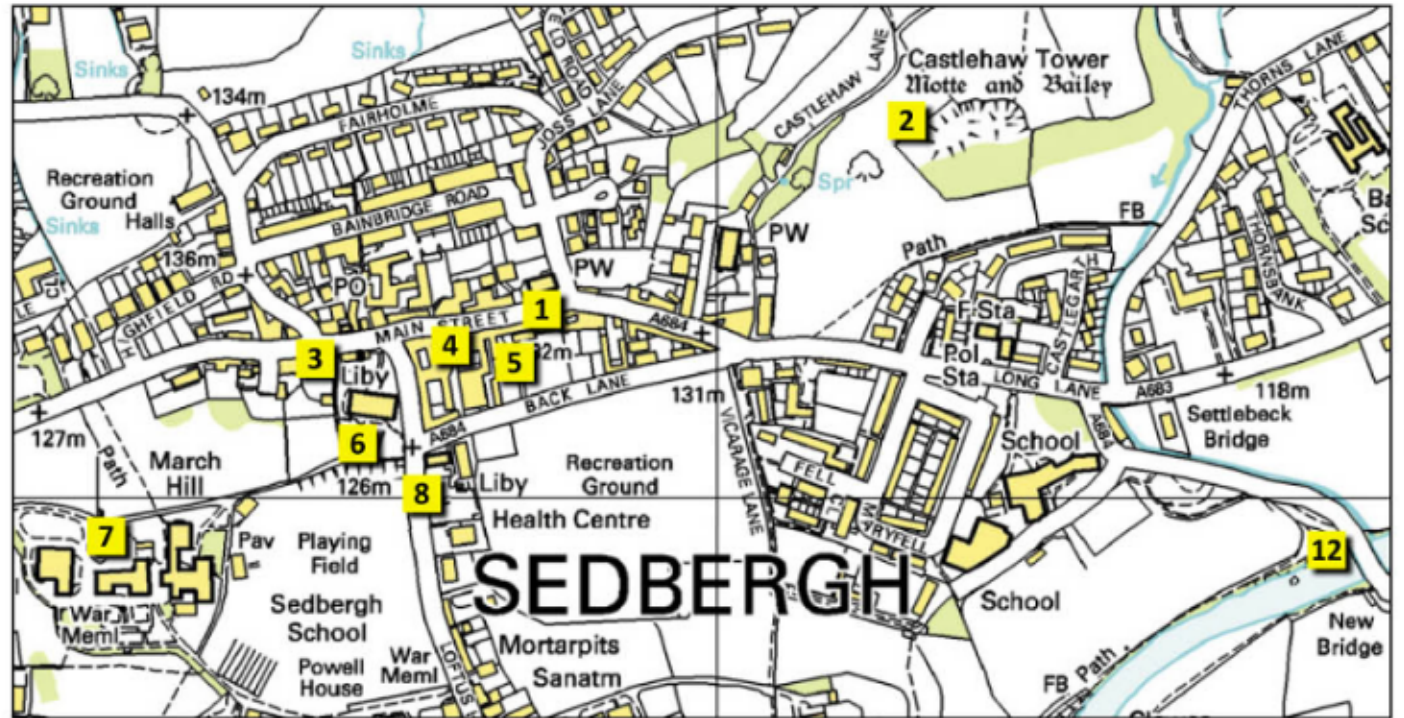 Sinks
Sinks
134m
FAIRHOLME
JOSS LANE
CASTLEHAW LANE
Castlehaw Tower
Motte and Bailey
2
THORNS LANE
Recreation
Ground
Sinks
Halls
BAINBRIDGE ROAD
Spr
FB
Path
PW
PW
136m
HIGHFIELD RD
PO
MAIN STREET
1
A684
THORNSBANK
F Sta
CASTLEGARTH
Pol
Sta
LONG LANE
A683
118m
3
Liby
4
5
BACK LANE
131m
VICARAGE LANE
Settlebeck
Bridge
A684
School
127m
Path
March
Hill
6
126m
A684
8
Liby
Recreation
Ground
Health Centre
FELL CL
MARYFELL
7
Pav
Playing
Field
War
Meml
Sedbergh
School
Powell
House
War
Meml
SEDBERGH
Mortarpits
Sanatm
School
12
New
Bridge
FB
Path